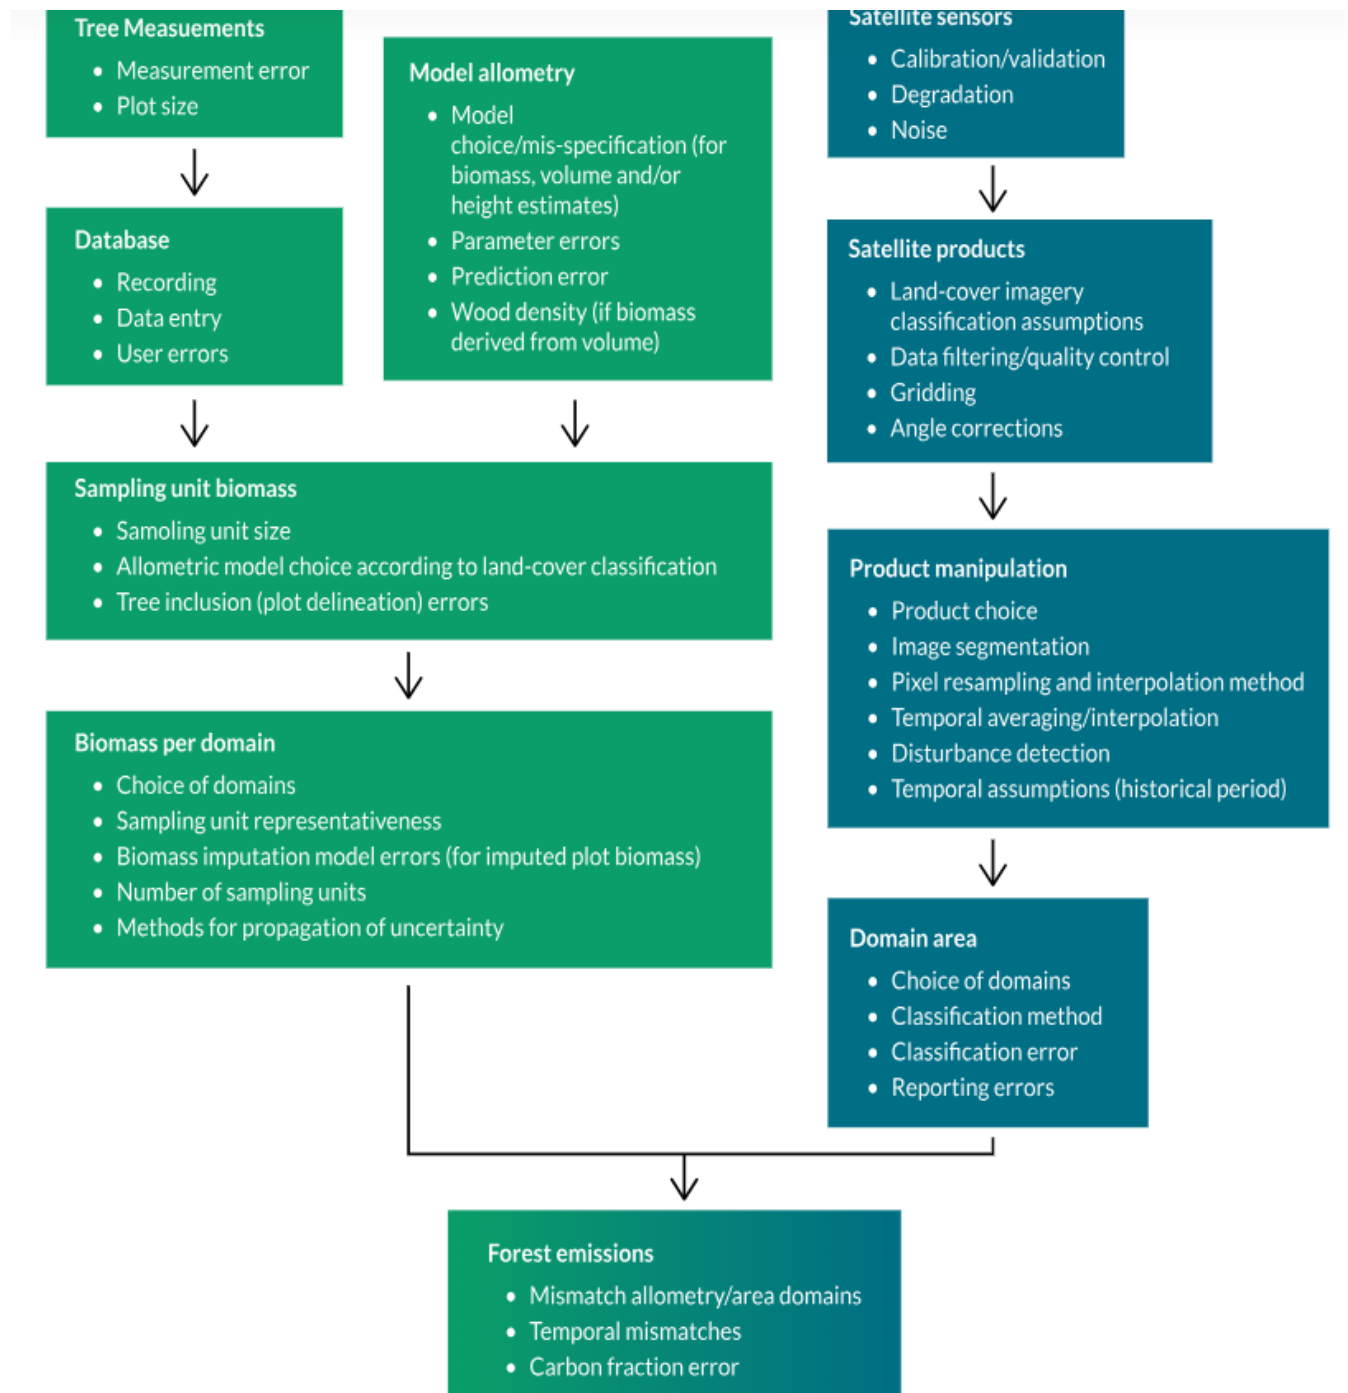 Tree Measuements
• Measurement error
• Plot size
Database
• Recording
• Data entry
• User errors
Model allometry
• Model
choice/mis-specification (for
biomass, volume and/or
height estimates)
• Parameter errors
• Prediction error
• Wood density (if biomass
derived from volume)
Sampling unit biomass
• Samoling unit size
• Allometric model choice according to land-cover classification
• Tree inclusion (plot delineation) errors
Biomass per domain
• Choice of domains
• Sampling unit representativeness
• Biomass imputation model errors (for imputed plot biomass)
• Number of sampling units
• Methods for propagation of uncertainty
Satellite sensors
• Calibration/validation
• Degradation
• Noise
Satellite products
• Land-cover imagery
classification assumptions
• Data filtering/quality control
• Gridding
• Angle corrections
Product manipulation
• Product choice
• Image segmentation
• Pixel resampling and interpolation method
• Temporal averaging/interpolation
• Disturbance detection
• Temporal assumptions (historical period)
Domain area
• Choice of domains
• Classification method
• Classification error
• Reporting errors
Forest emissions
• Mismatch allometry/area domains
• Temporal mismatches
• Carbon fraction error